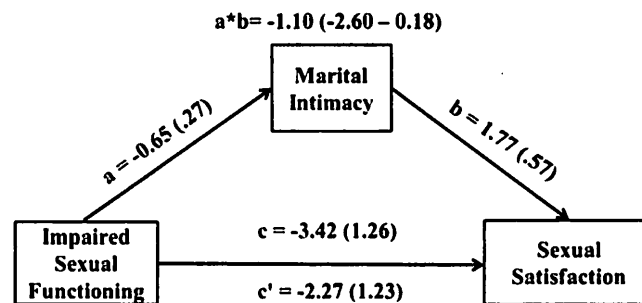 a*b= -1.10 (-2.60 – 0.18)
Marital
Intimacy
a = -0.65 (.27)
b = 1.77 (.57)
Impaired
Sexual
Functioning
c = -3.42 (1.26)
c' = -2.27 (1.23)
Sexual
Satisfaction